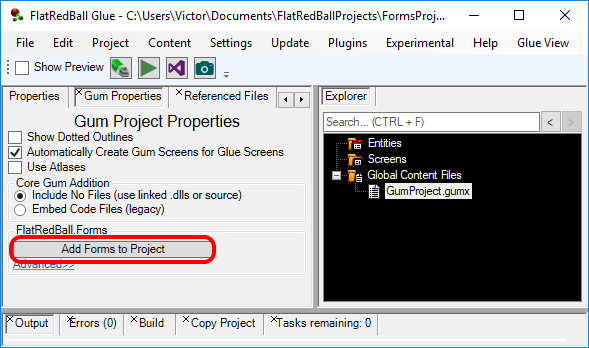 FlatRedBall Glue - C:\Users\Victor\Documents\FlatRedBallProjects\FormsProj...
File Edit Project Content Settings Update Plugins Experimental Help Glue View
Show Preview
Properties Gum Properties Referenced Files
Gum Project Properties
Show Dotted Outlines
Automatically Create Gum Screens for Glue Screens
Use Atlases
Core Gum Addition
Include No Files (use linked .dlls or source)
Embed Code Files (legacy)
FlatRedBall.Forms
Add Forms to Project
Advanced>>
Explorer
Search... (CTRL + F)
Entities
Screens
Global Content Files
GumProject.gumx
Output Errors (0) Build Copy Project Tasks remaining: 0